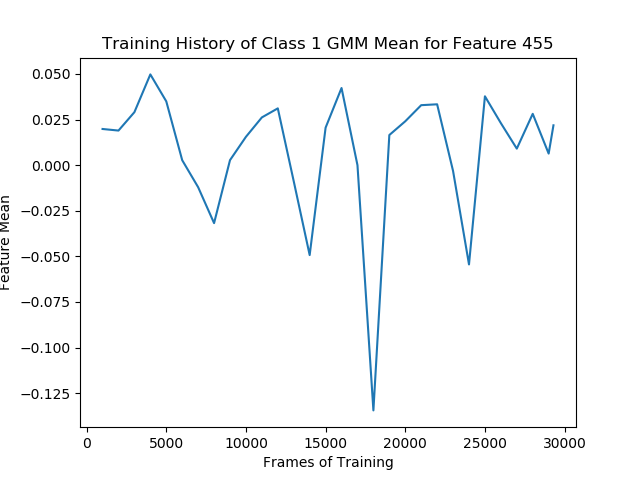 Training History of Class 1 GMM Mean for Feature 455
0.050
0.025
0.000
−0.025
−0.050
−0.075
−0.100
−0.125
Feature Mean
0 5000 10000 15000 20000 25000 30000
Frames of Training